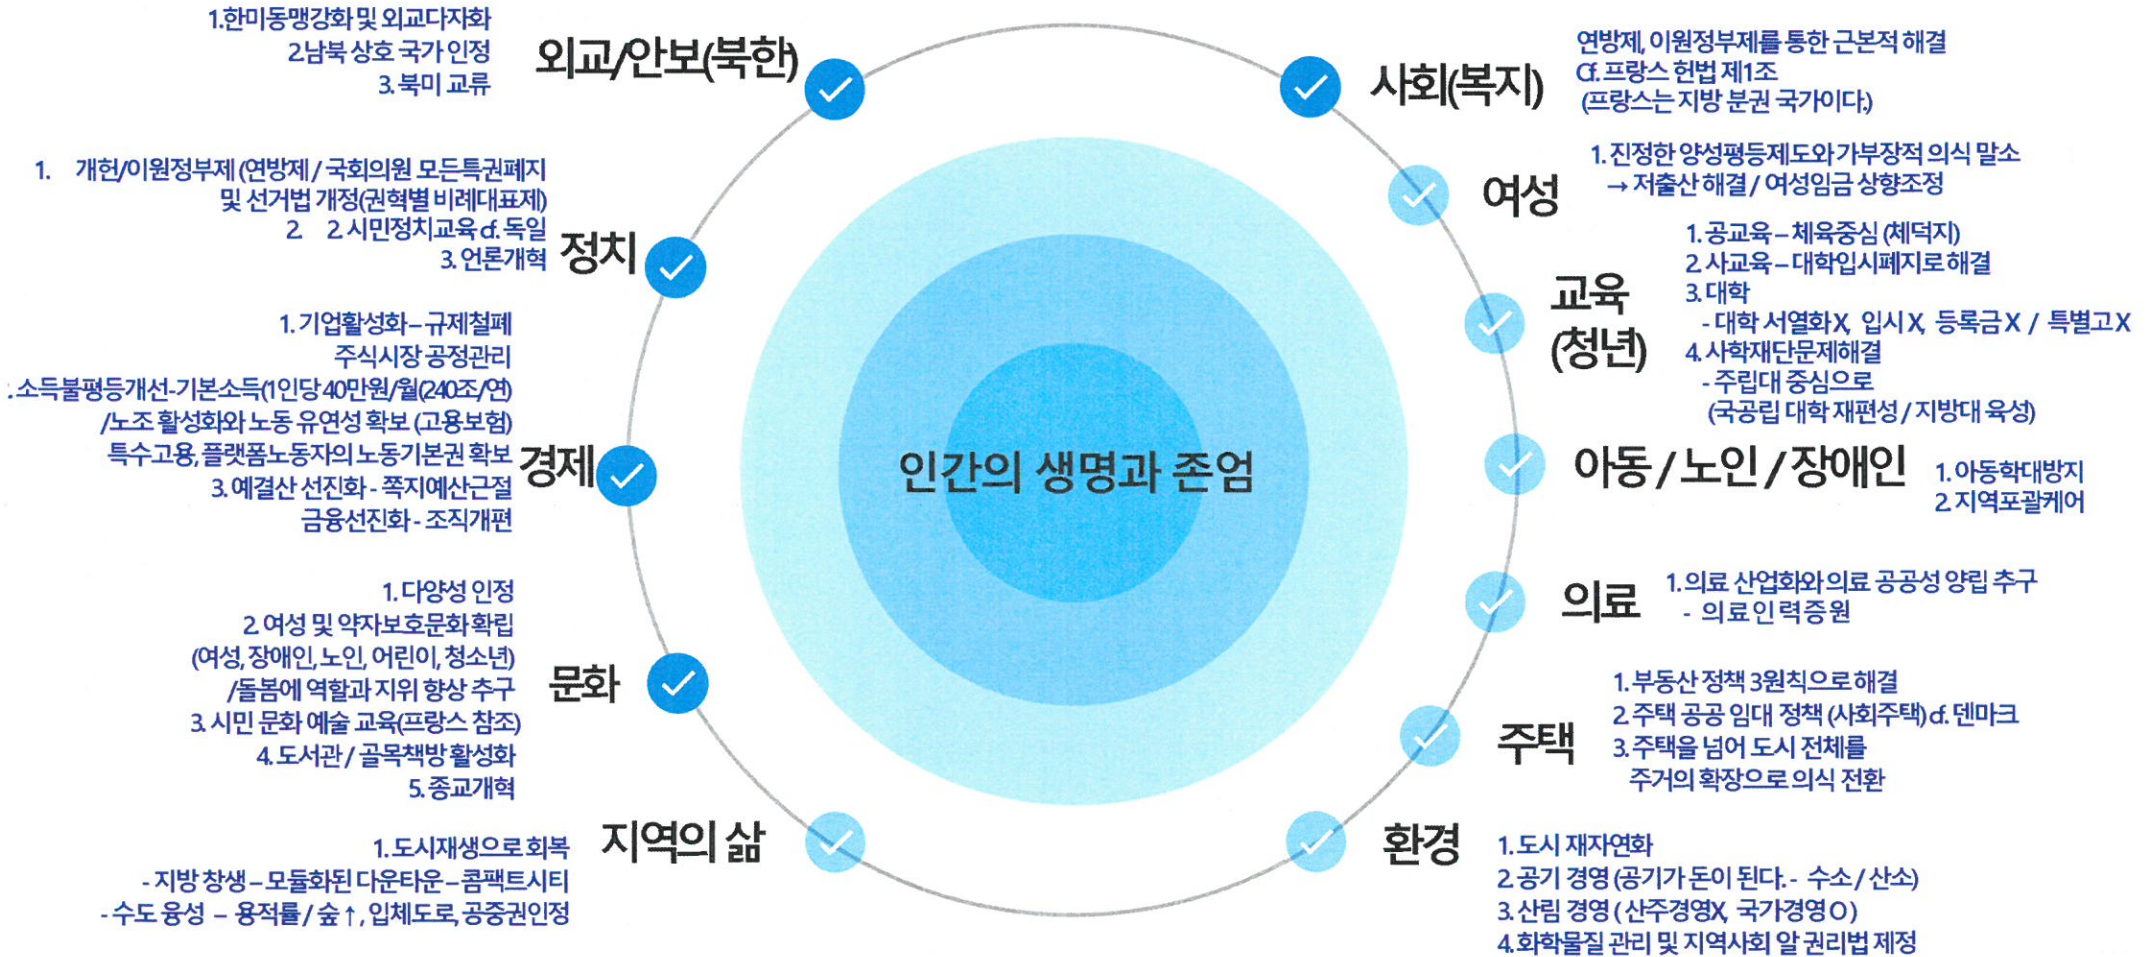 1.한미동맹강화 및 외교다자화
2.남북 상호 국가 인정
3. 북미 교류
외교/안보(북한)
1. 개헌/이원정부제 (연방제 / 국회의원 모든특권폐지
및 선거법 개정(권혁별 비례대표제)
2. 2. 시민정치교육 cf. 독일
3. 언론개혁
정치
1. 기업활성화 – 규제철폐
주식시장 공정관리
. 소득불평등개선-기본소득(1인당 40만원/월(240조/연)
/노조 활성화와 노동 유연성 확보 (고용보험)
특수고용, 플랫폼노동자의 노동기본권 확보
3. 예결산 선진화 - 쪽지예산근절
금융선진화 - 조직개편
경제
1. 다양성 인정
2. 여성 및 약자보호문화 확립
(여성, 장애인, 노인, 어린이, 청소년)
/돌봄에 역할과 지위 향상 추구
3. 시민 문화 예술 교육(프랑스 참조)
4. 도서관 / 골목책방 활성화
5. 종교개혁
문화
1. 도시재생으로 회복
- 지방 창생 – 모듈화된 다운타운 – 콤팩트시티
- 수도 융성 – 용적률 / 숲 ↑, 입체도로, 공중권인정
지역의 삶
인간의 생명과 존엄
사회(복지)
연방제, 이원정부제를 통한 근본적 해결
Cf. 프랑스 헌법 제1조
(프랑스는 지방 분권 국가이다.)
여성
1. 진정한 양성평등제도와 가부장적 의식 말소
→ 저출산 해결 / 여성임금 상향조정
교육
(청년)
1. 공교육 – 체육중심 (체덕지)
2. 사교육 – 대학입시폐지로 해결
3. 대학
- 대학 서열화X, 입시X, 등록금X / 특별고X
4. 사학재단문제해결
- 주립대 중심으로
(국공립 대학 재편성 / 지방대 육성)
아동 / 노인 / 장애인
1. 아동학대방지
2. 지역포괄케어
의료
1.의료 산업화와 의료 공공성 양립 추구
- 의료인력증원
주택
1. 부동산 정책 3원칙으로 해결
2. 주택 공공 임대 정책 (사회주택) cf. 덴마크
3. 주택을 넘어 도시 전체를
주거의 확장으로 의식 전환
환경
1. 도시 재자연화
2. 공기 경영 (공기가 돈이 된다. - 수소 / 산소)
3. 산림 경영 ( 산주경영X, 국가경영O )
4. 화학물질 관리 및 지역사회 알 권리법 제정